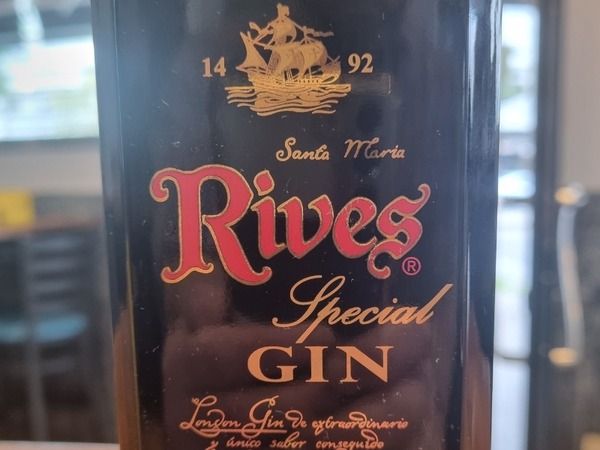 14 92
Santa Maria
Rives®
Special
GIN
London Gin de extraordinario
y único sabor conseguido